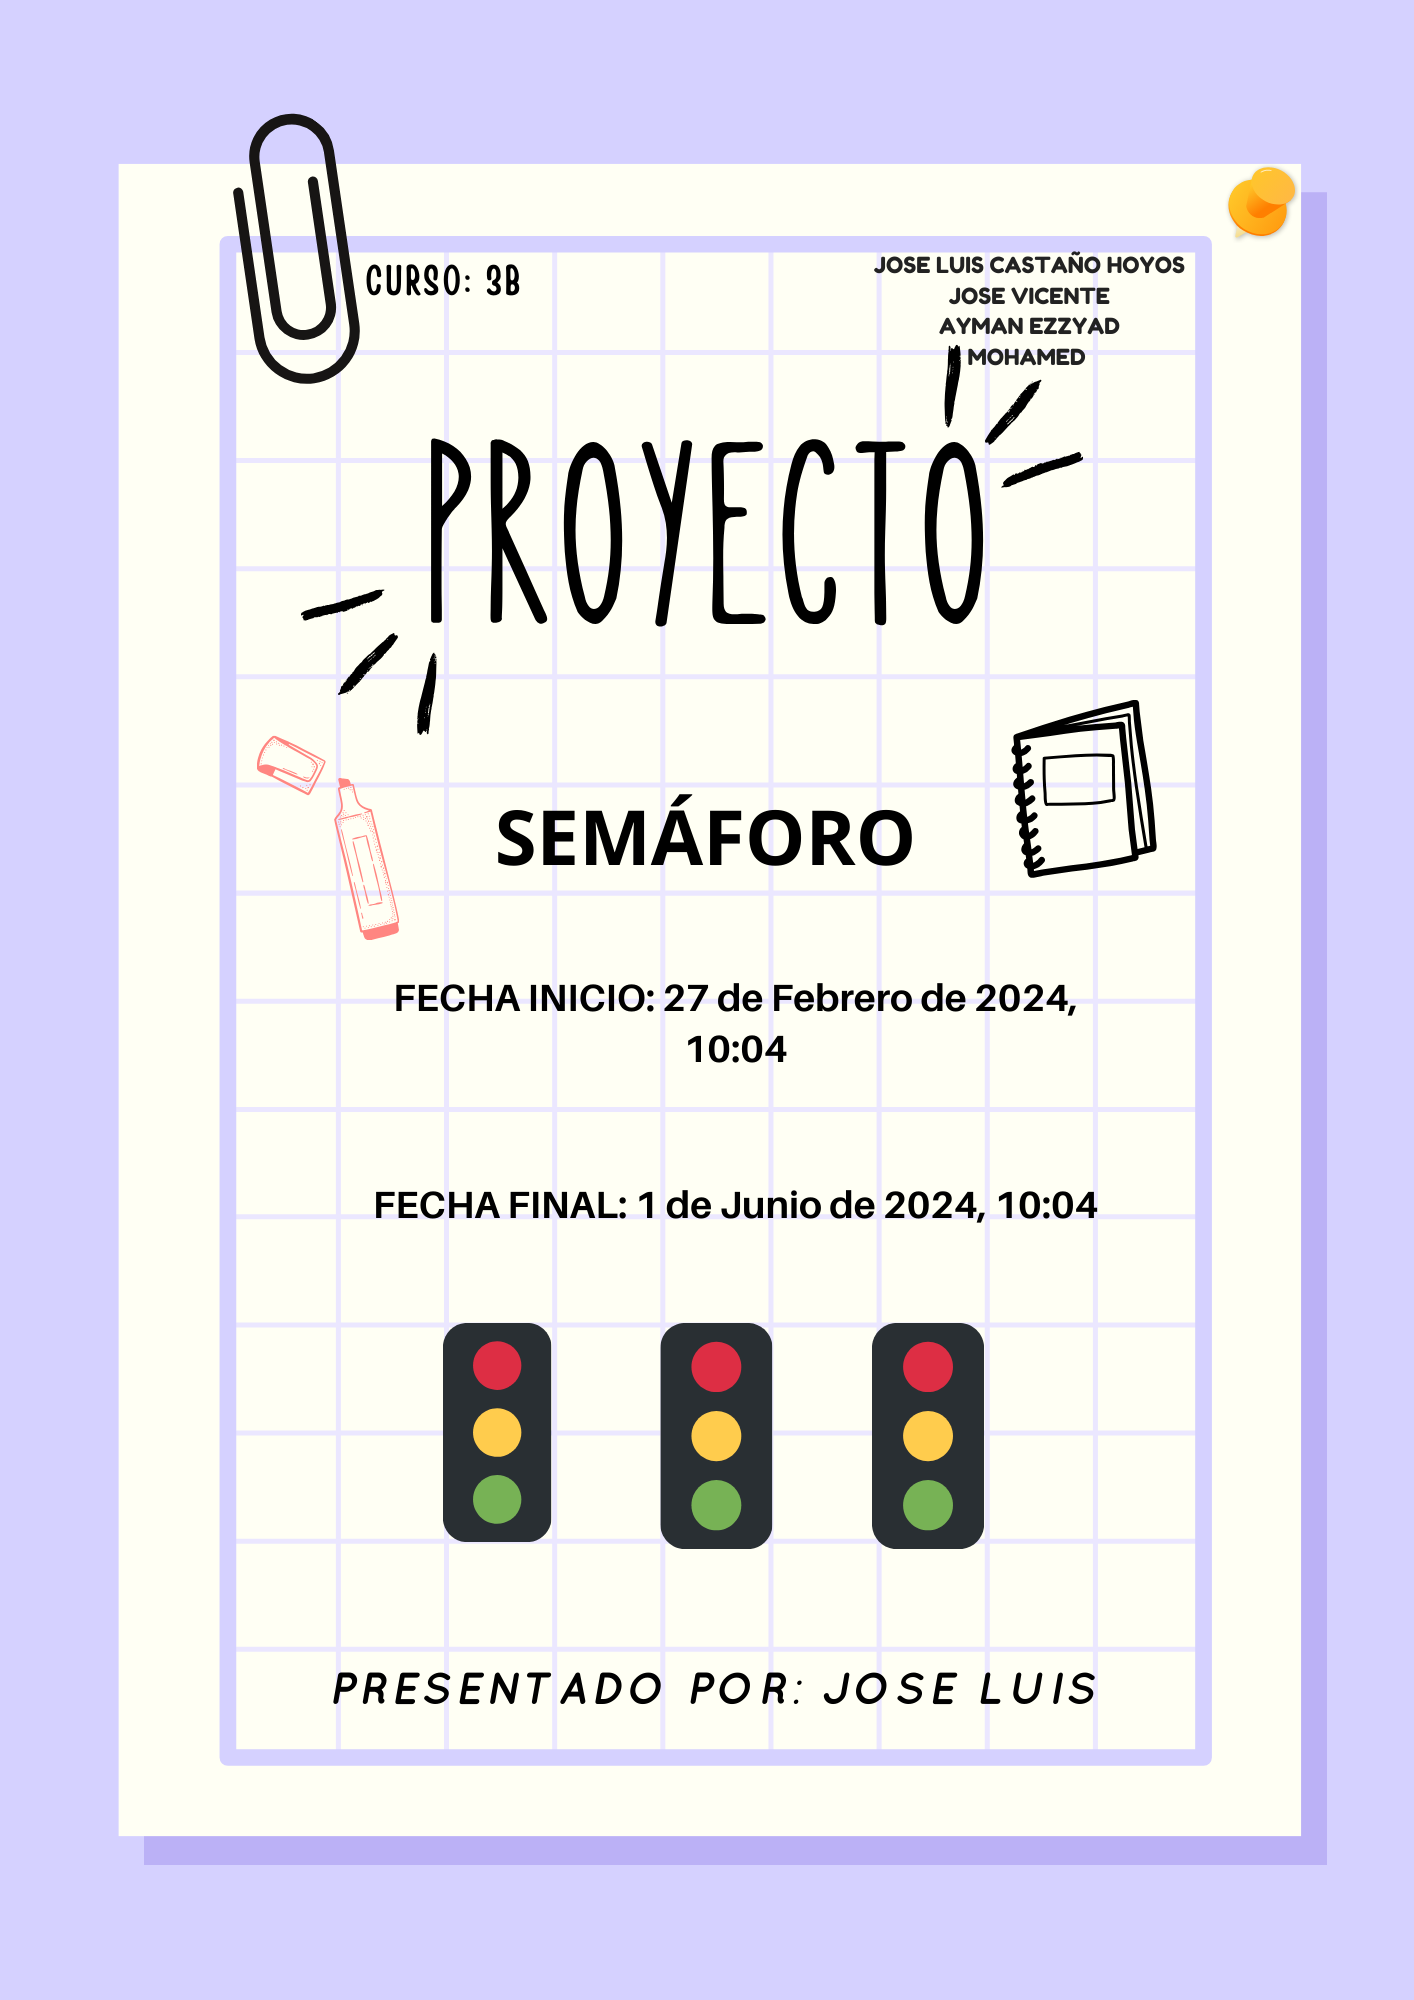 CURSO: 3B
JOSE LUIS CASTAÑO HOYOS
JOSE VICENTE
AYMAN EZZYAD
MOHAMED
PROYECTO
SEMÁFORO
FECHA INICIO: 27 de Febrero de 2024,
10:04
FECHA FINAL: 1 de Junio de 2024, 10:04
PRESENTADO POR: JOSE LUIS